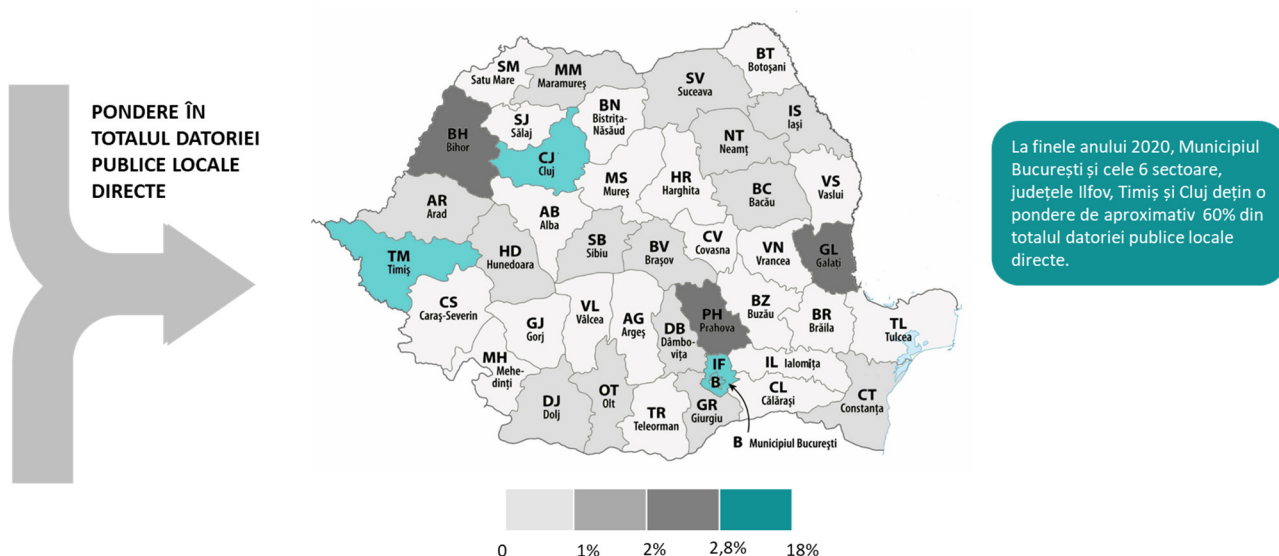 PONDERE ÎN
TOTALUL DATORIEI
PUBLICE LOCALE
DIRECTE
SM
Satu Mare
MM
Maramureș
BT
Botoșani
SV
Suceava
IS
Iași
BH
Bihor
SJ
Sălaj
BN
Bistrița-
Năsăud
NT
Neamț
CJ
Cluj
MS
Mureș
HR
Harghita
BC
Bacău
VS
Vaslui
AR
Arad
AB
Alba
TM
Timiș
HD
Hunedoara
SB
Sibiu
BV
Brașov
CV
Covasna
VN
Vrancea
GL
Galați
CS
Caraș-Severin
GJ
Gorj
VL
Vâlcea
AG
Argeș
DB
Dâmbo-
vița
PH
Prahova
BZ
Buzău
BR
Brăila
TL
Tulcea
MH
Mehe-
dinți
DJ
Dolj
OT
Olt
TR
Teleorman
GR
Giurgiu
IF
B
IL Ialomița
CL
Călărași
CT
Constanța
B Municipiul București
La finele anului 2020, Municipiul
București și cele 6 sectoare,
județele Ilfov, Timiș și Cluj dețin o
pondere de aproximativ 60% din
totalul datoriei publice locale
directe.
0 1% 2% 2,8% 18%